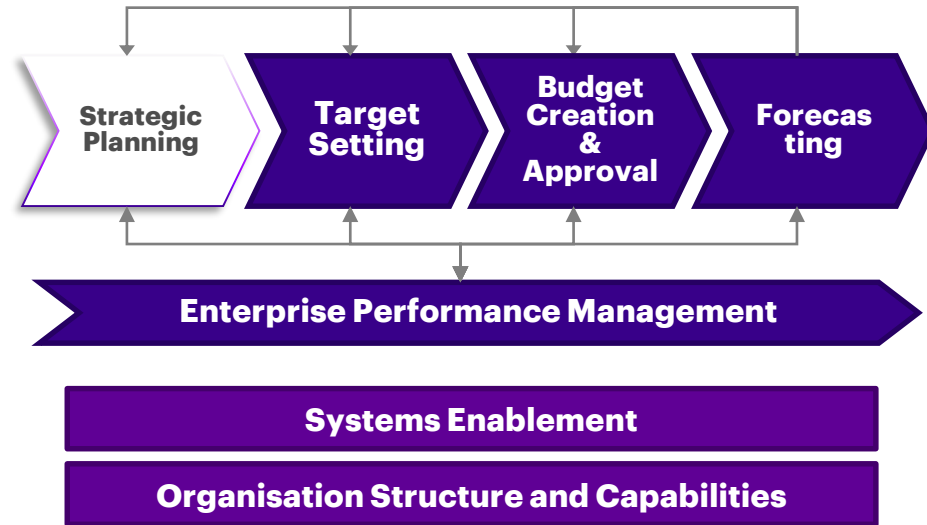 Strategic
Planning
Target
Setting
Budget
Creation
&
Approval
Forecas
ting
Enterprise Performance Management
Systems Enablement
Organisation Structure and Capabilities